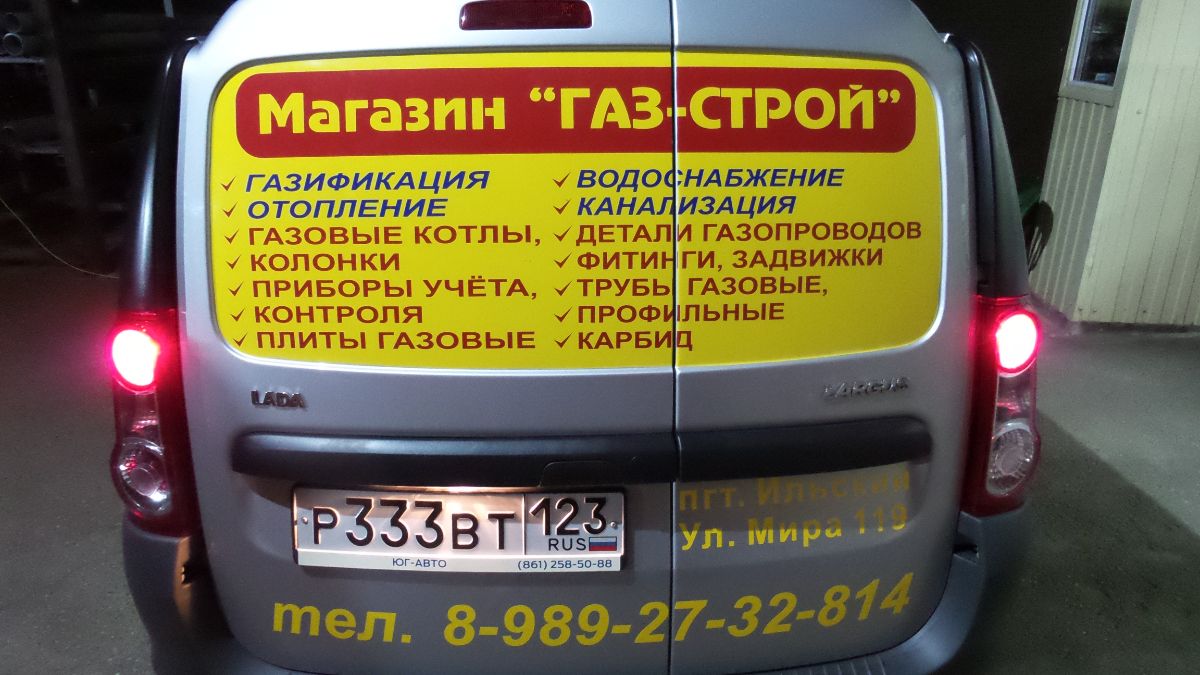 Магазин "ГАЗ-СТРОЙ"
ГАЗИФИКАЦИЯ
ОТОПЛЕНИЕ
ГАЗОВЫЕ КОТЛЫ,
КОЛОНКИ
ПРИБОРЫ УЧЁТА,
КОНТРОЛЯ
ПЛИТЫ ГАЗОВЫЕ
ВОДОСНАБЖЕНИЕ
КАНАЛИЗАЦИЯ
ДЕТАЛИ ГАЗОПРОВОДОВ
ФИТИНГИ, ЗАДВИЖКИ
ТРУБЫ ГАЗОВЫЕ,
ПРОФИЛЬНЫЕ
КАРБИД
LADA
LARGUS
Р333ВТ 123
RUS
ЮГ-АВТО (861) 258-50-88
пгт. Ильский
Ул. Мира 119
тел. 8-989-27-32-814